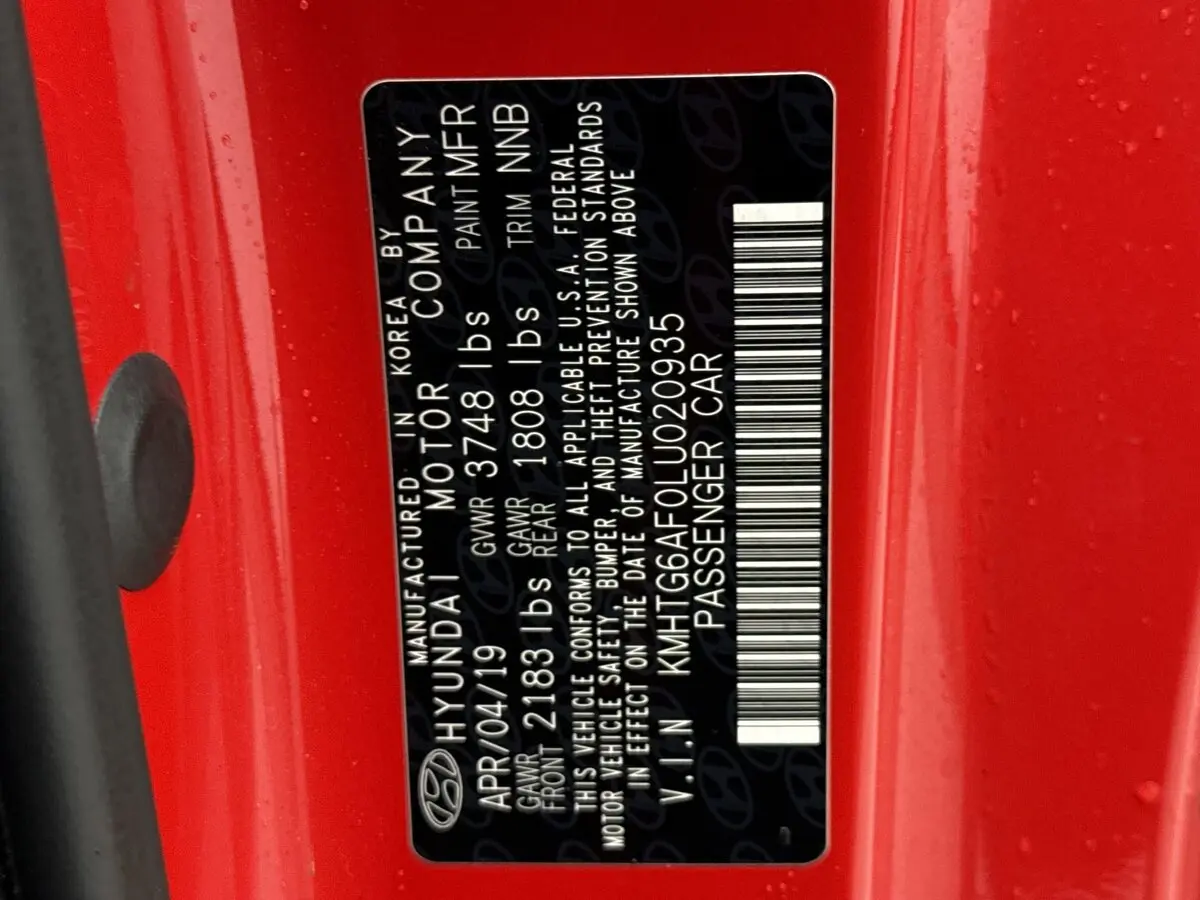 MANUFACTURED IN KOREA BY
HYUNDAI MOTOR COMPANY
APR/04/19 GVWR 3748 lbs PAINT MFR
GAWR FRONT 2183 lbs GAWR REAR 1808 lbs TRIM NNB
THIS VEHICLE CONFORMS TO ALL APPLICABLE U.S.A. FEDERAL
MOTOR VEHICLE SAFETY, BUMPER, AND THEFT PREVENTION STANDARDS
IN EFFECT ON THE DATE OF MANUFACTURE SHOWN ABOVE
V.I.N KMHTG6AF0LU020935
PASSENGER CAR